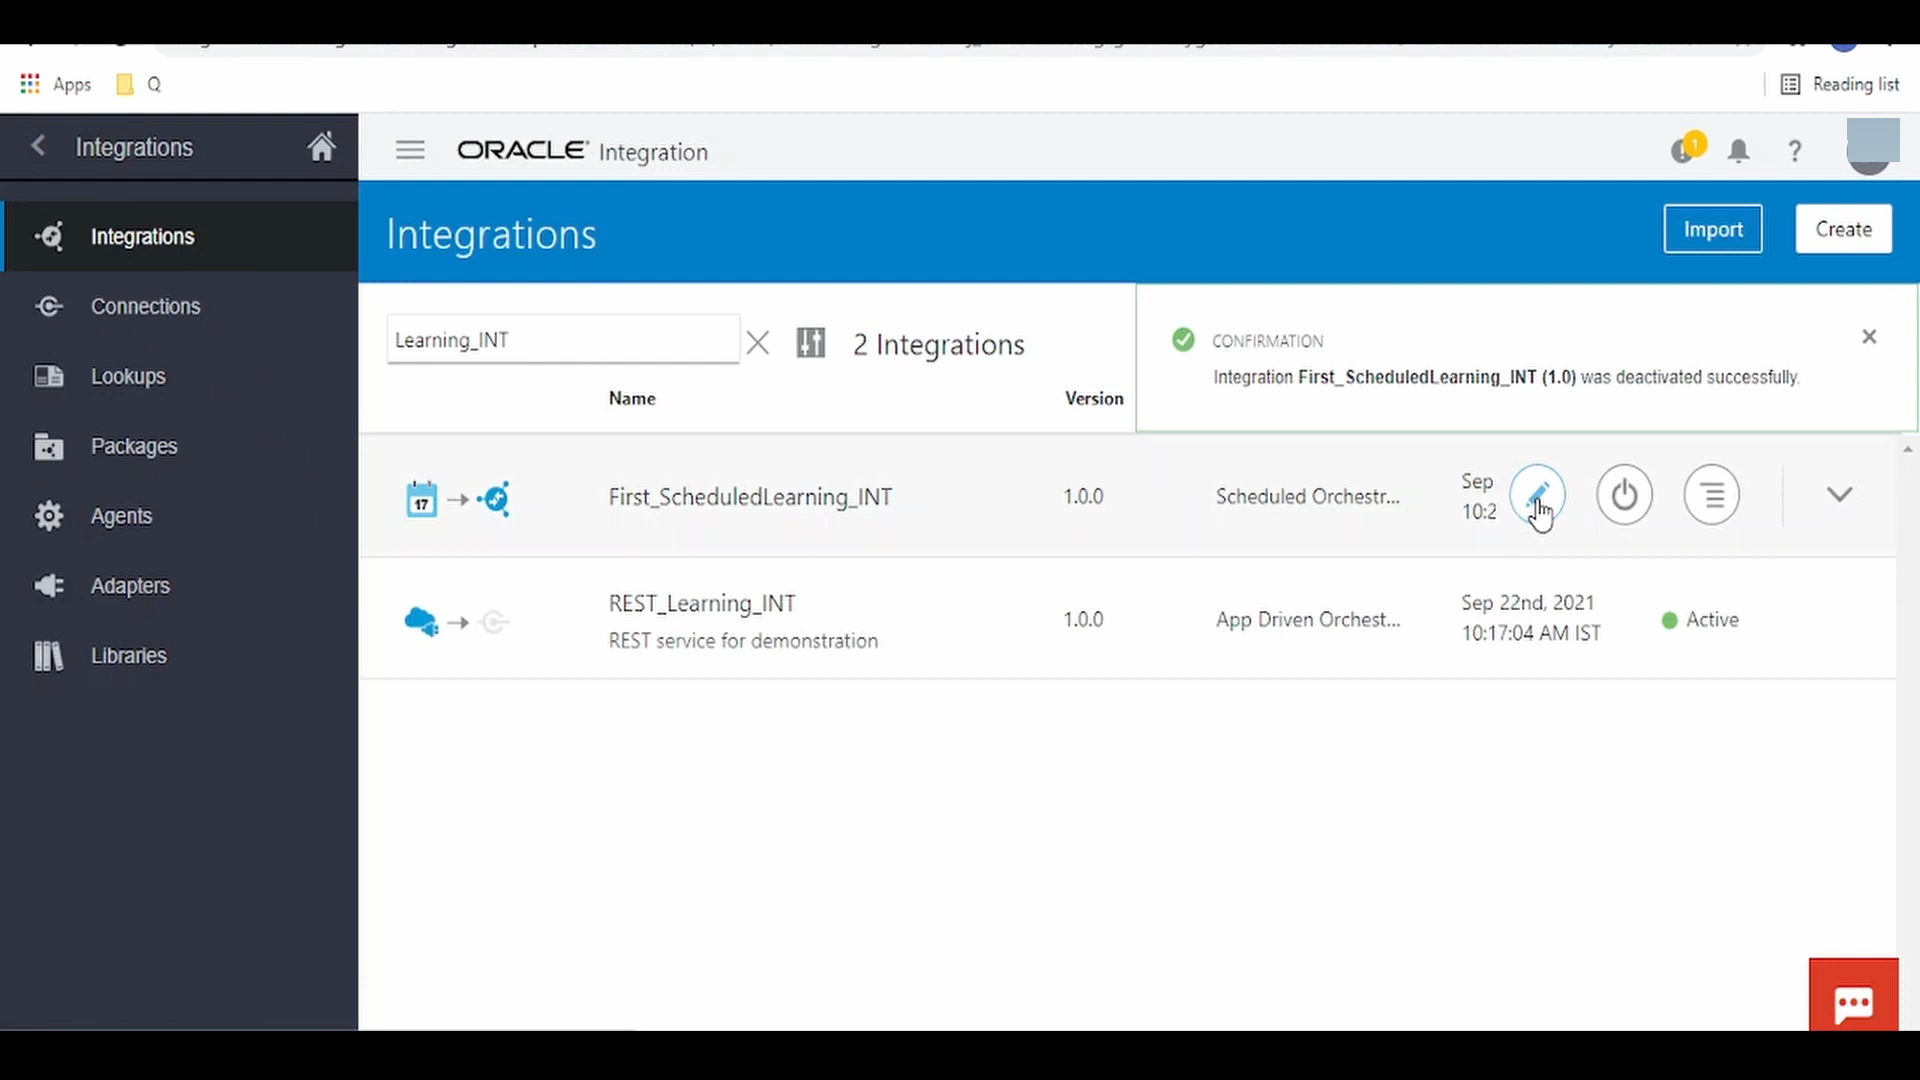 Apps
Q
Reading list
Integrations
ORACLE Integration
1
?
Integrations
Connections
Lookups
Packages
Agents
Adapters
Libraries
Integrations
Import
Create
Learning_INT
2 Integrations
CONFIRMATION
Integration First_ScheduledLearning_INT (1.0) was deactivated successfully.
Name
Version
17
First_ScheduledLearning_INT
1.0.0
Scheduled Orchestr...
Sep
10:2
REST_Learning_INT
REST service for demonstration
1.0.0
App Driven Orchest...
Sep 22nd, 2021
10:17:04 AM IST
Active